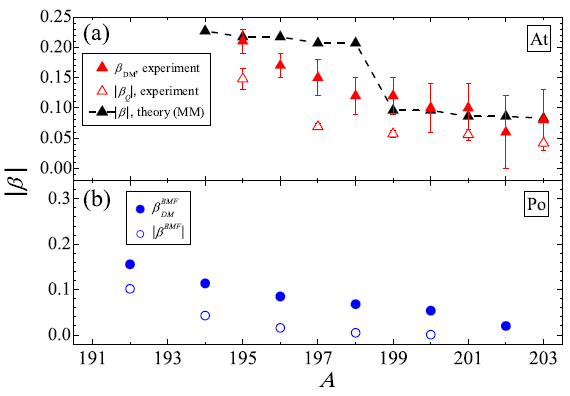 0.25
(a)
At
0.20
β_DM, experiment
0.15
|β_Q|, experiment
0.10
|β|, theory (MM)
0.05
0.00
|β|
(b)
Po
0.3
β_DM^BMF
0.2
|β^BMF|
0.1
0.0
191 193 195 197 199 201 203
A